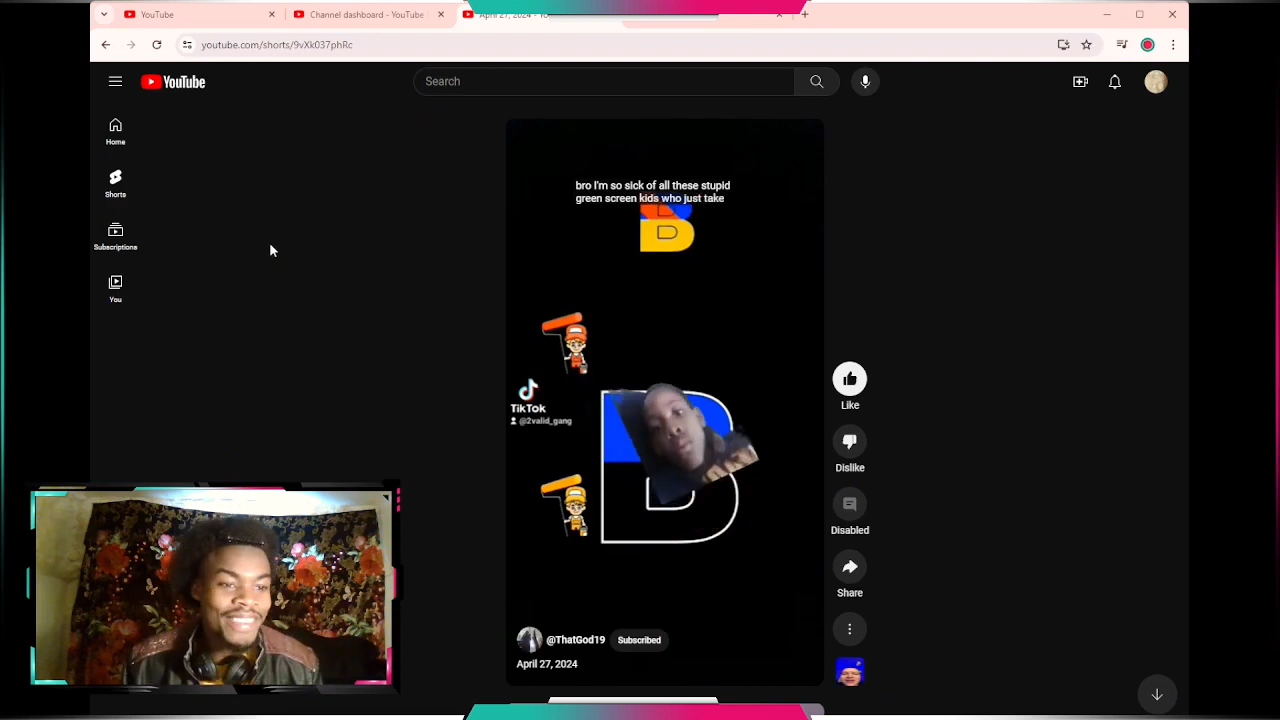 YouTube
Channel dashboard - YouTube
April 27, 2024 - YouTube
youtube.com/shorts/9vXk037phRc
YouTube
Search
Home
Shorts
Subscriptions
You
bro I'm so sick of all these stupid
green screen kids who just take
B
TikTok
@2valid_gang
B
Like
Dislike
Disabled
Share
@ThatGod19 Subscribed
April 27, 2024